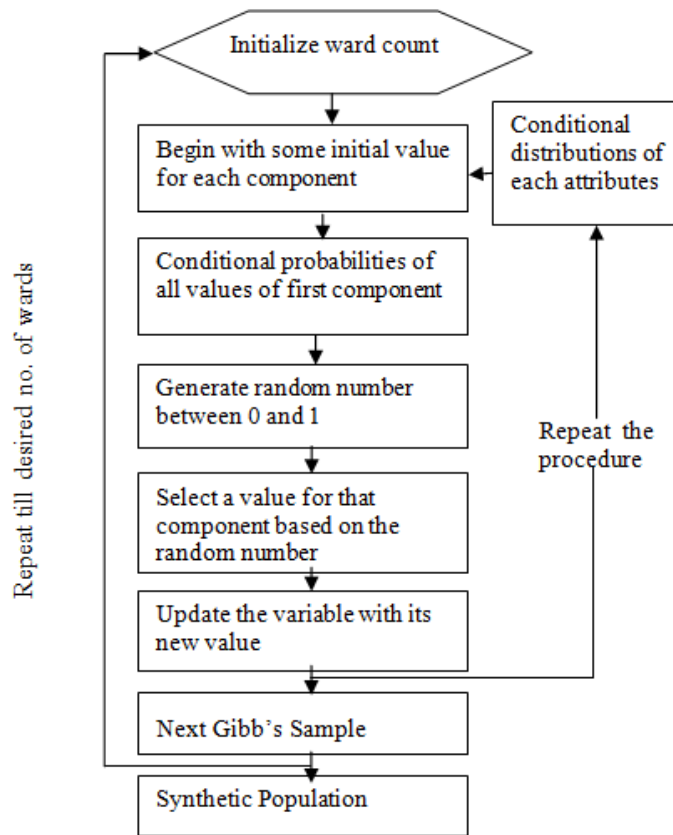 Initialize ward count
Conditional
distributions of
each attributes
Begin with some initial value
for each component
Conditional probabilities of
all values of first component
Generate random number
between 0 and 1
Repeat the
procedure
Select a value for that
component based on the
random number
Update the variable with its
new value
Next Gibb's Sample
Synthetic Population
Repeat till desired no. of wards